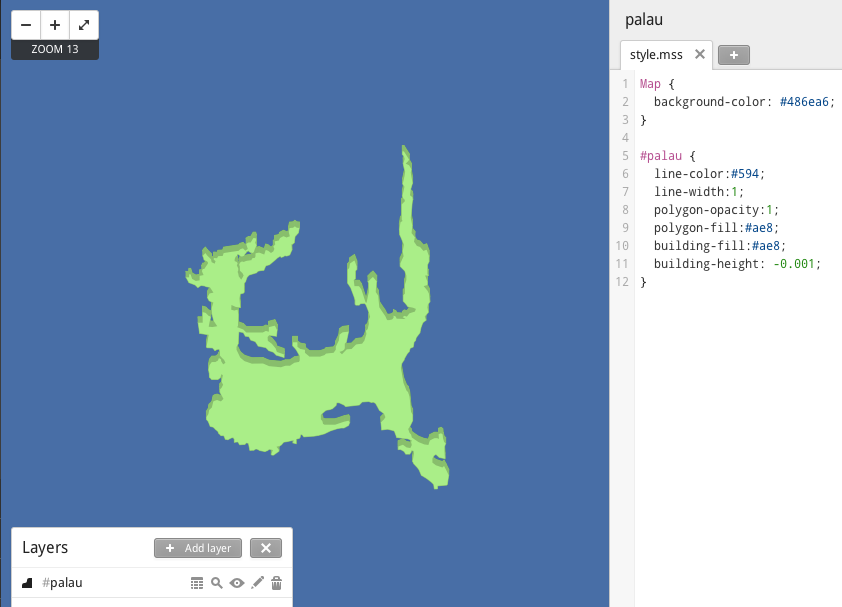 ZOOM 13
palau
style.mss
1 Map {
2 background-color: #486ea6;
3 }
4
5 #palau {
6 line-color:#594;
7 line-width:1;
8 polygon-opacity:1;
9 polygon-fill:#ae8;
10 building-fill:#ae8;
11 building-height: -0.001;
12 }
Layers
+ Add layer
#palau